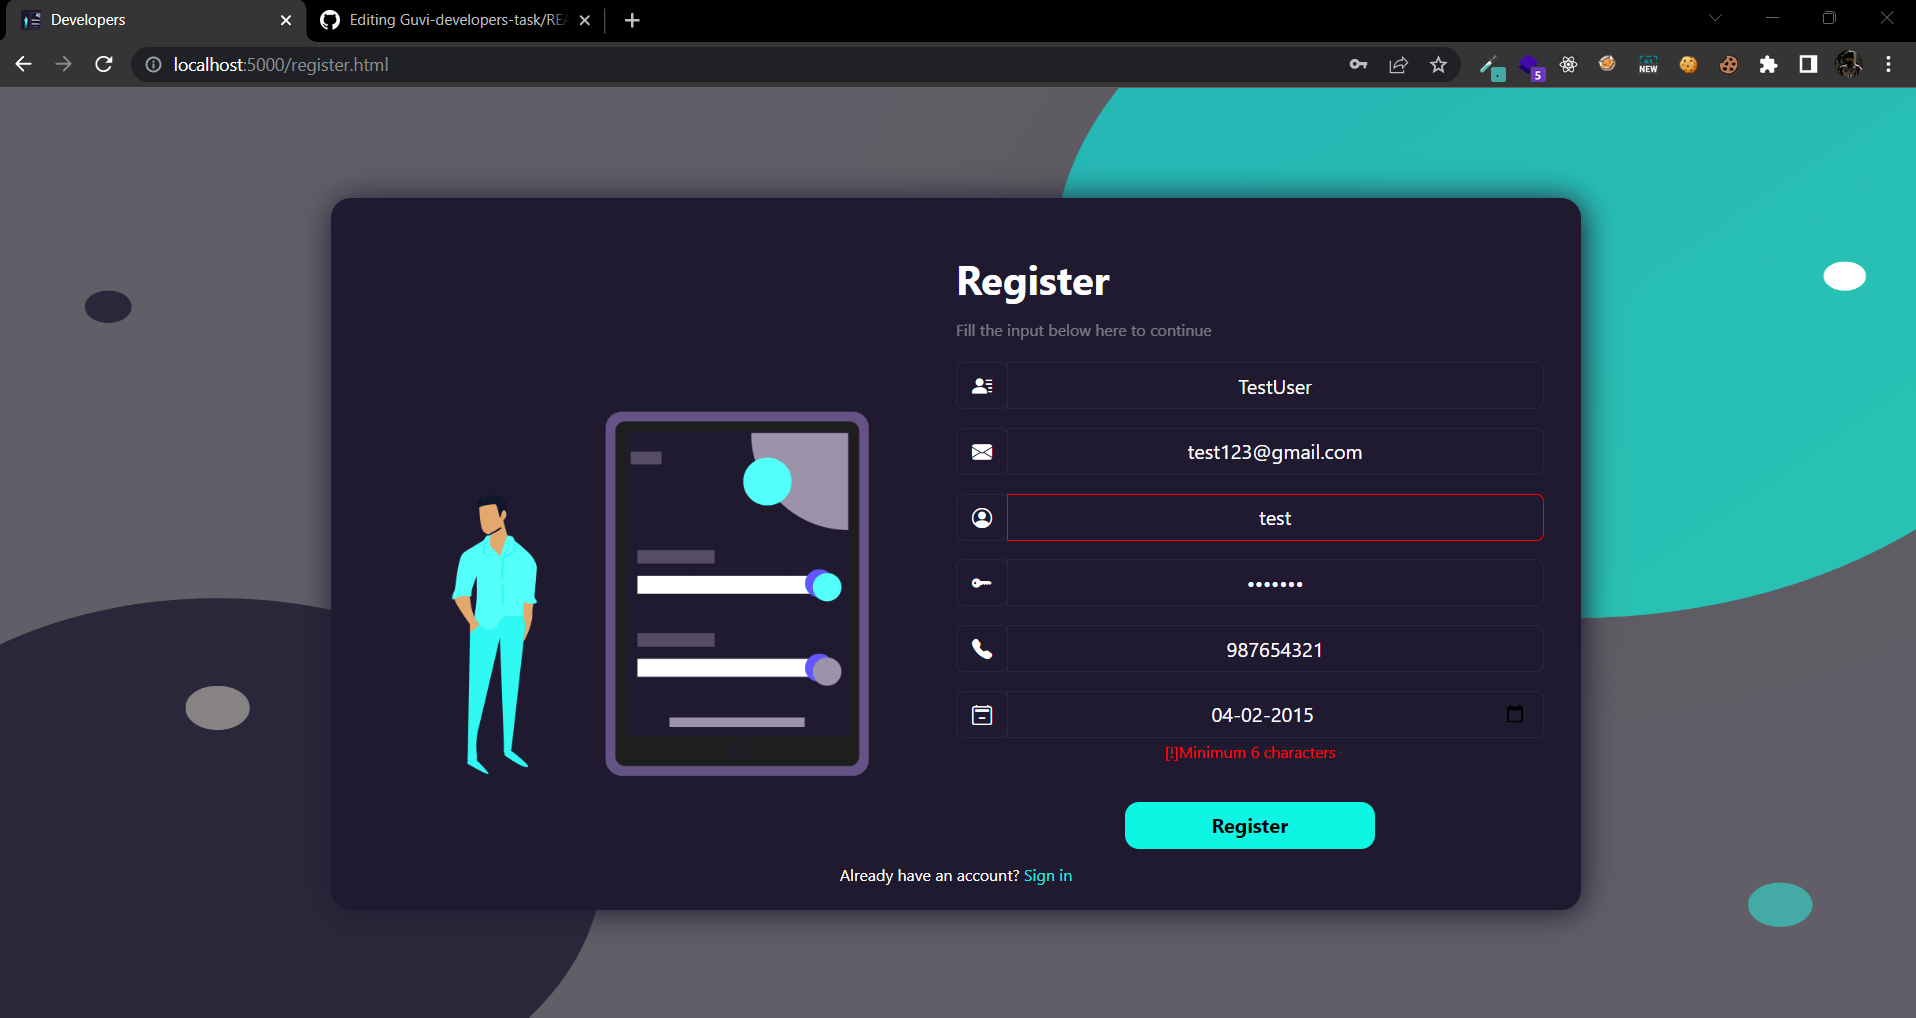 Developers
Editing Guvi-developers-task/RE
localhost:5000/register.html
NEW
5
Register
Fill the input below here to continue
TestUser
test123@gmail.com
test
•••••••
987654321
04-02-2015
[!]Minimum 6 characters
Register
Already have an account? Sign in